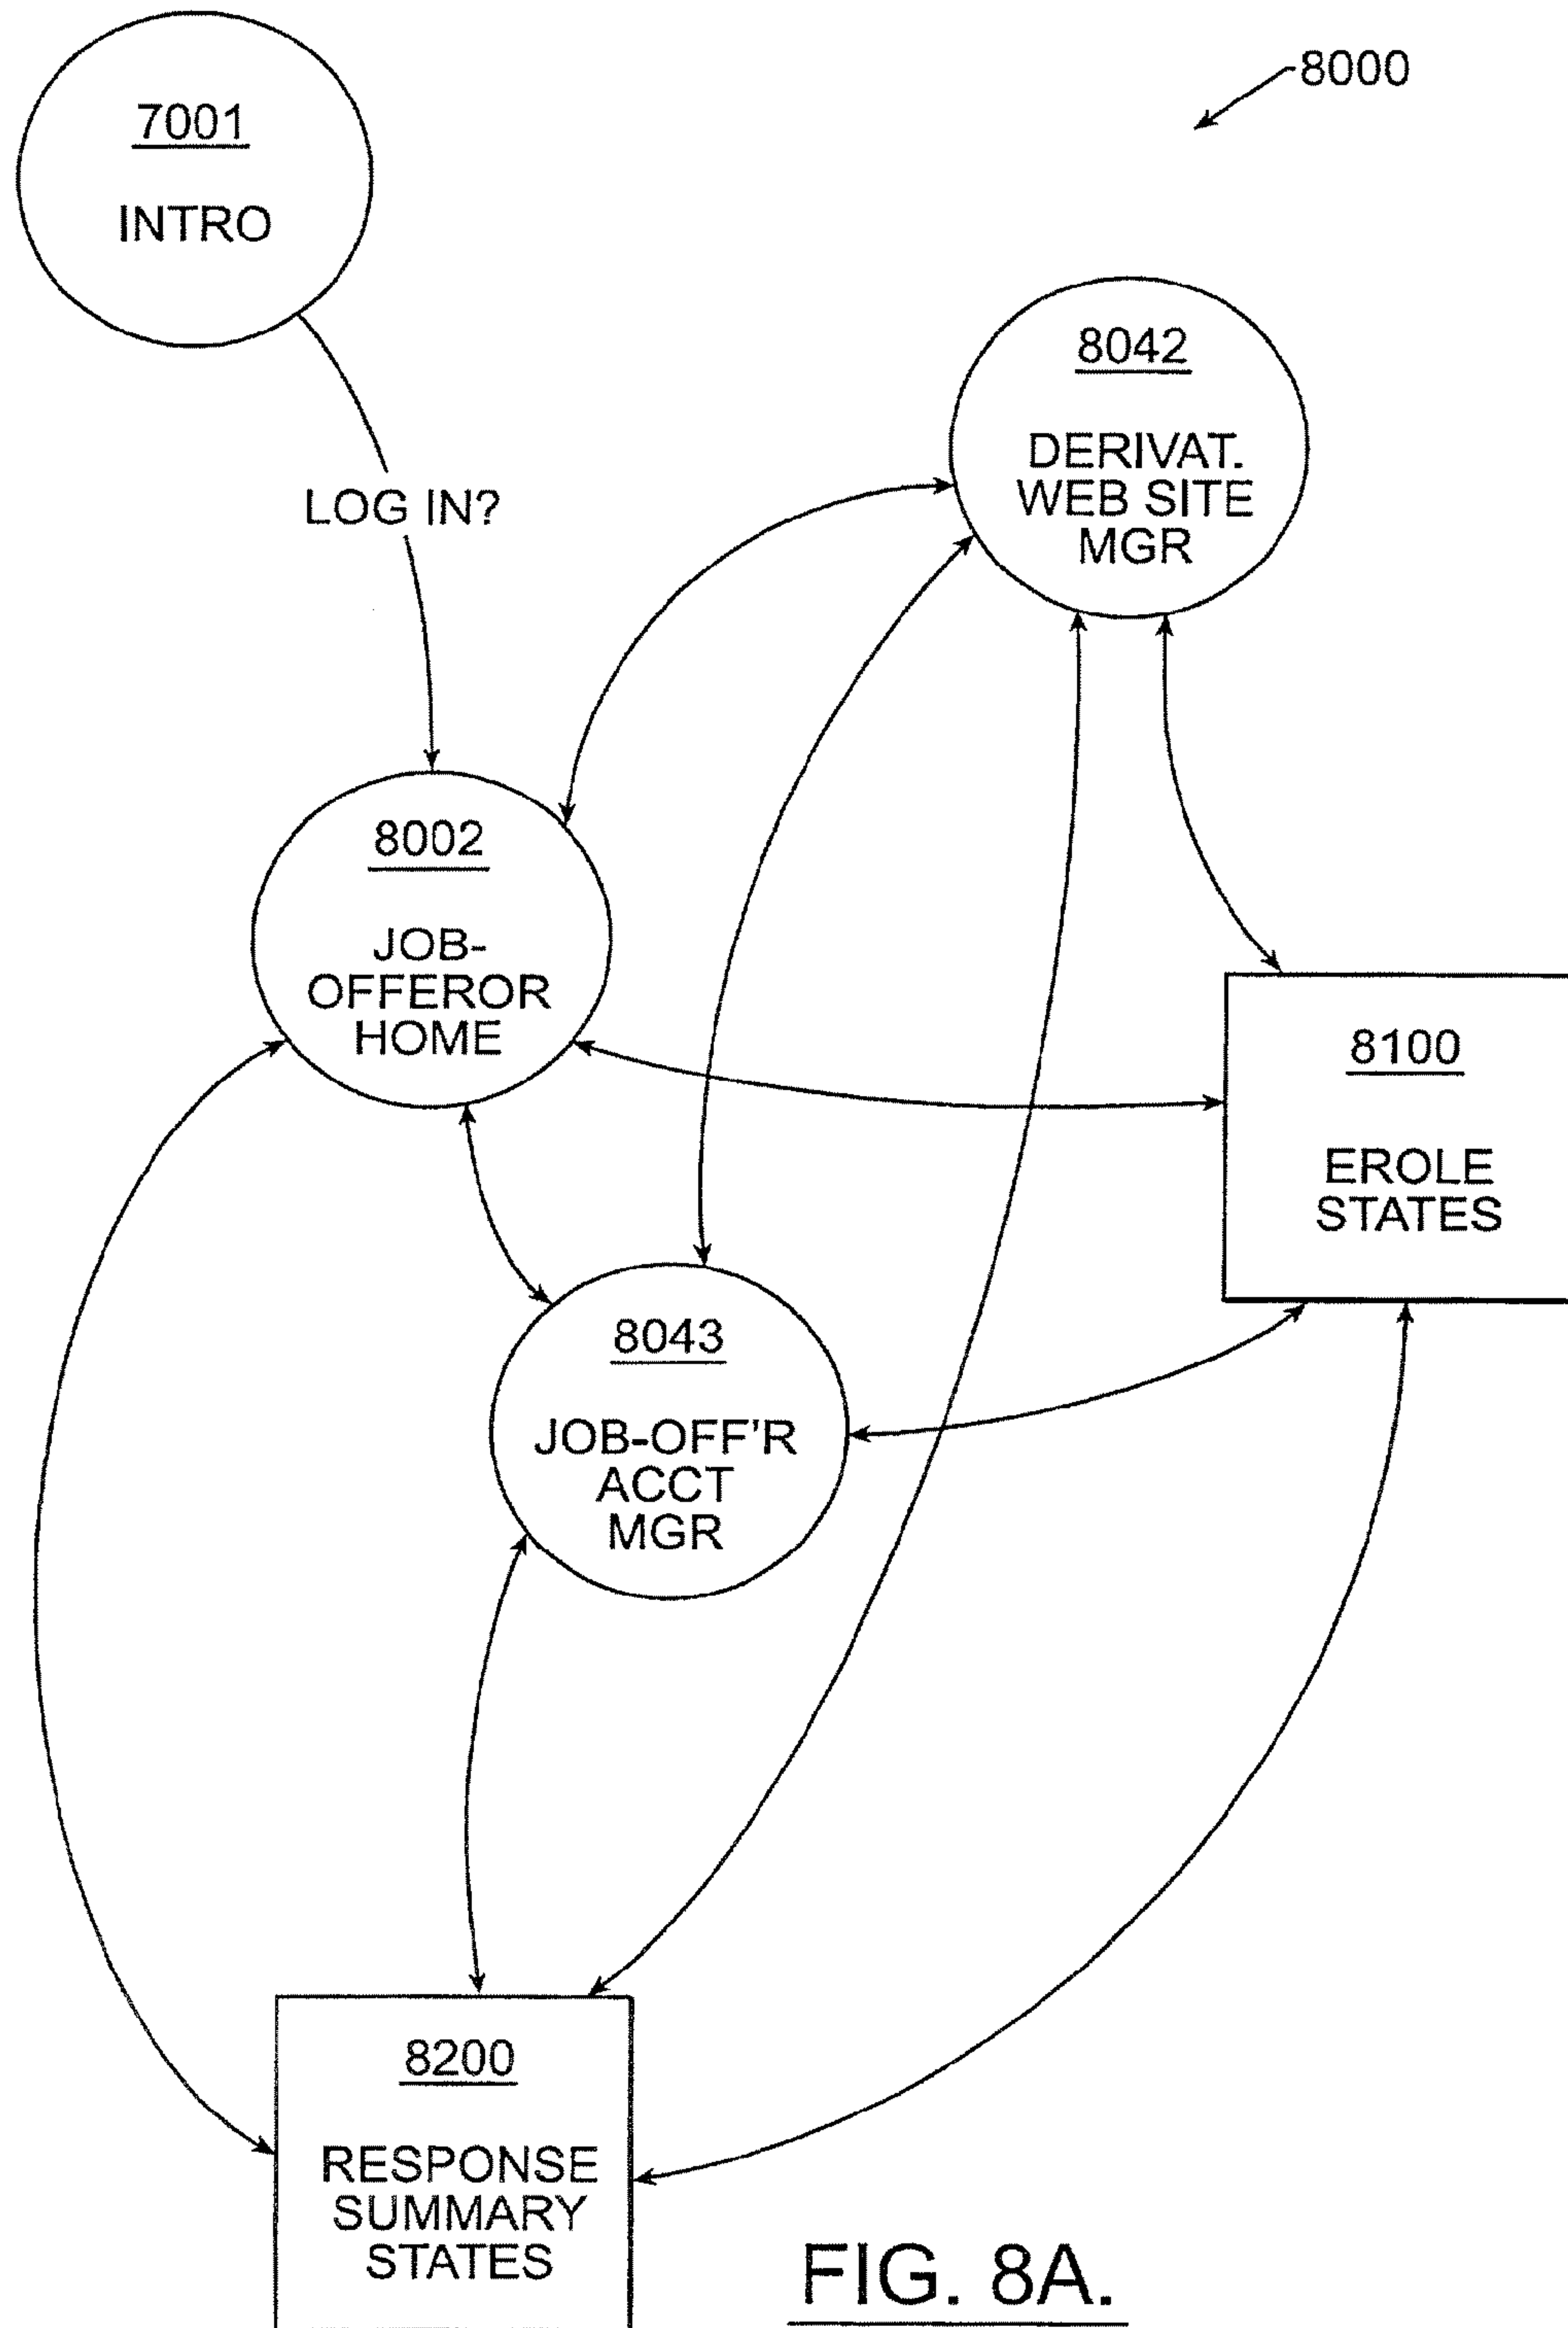 8000
7001
INTRO
8042
DERIVAT.
WEB SITE
MGR
LOG IN?
8002
JOB-
OFFEROR
HOME
8100
EROLE
STATES
8043
JOB-OFF'R
ACCT
MGR
8200
RESPONSE
SUMMARY
STATES
FIG. 8A.